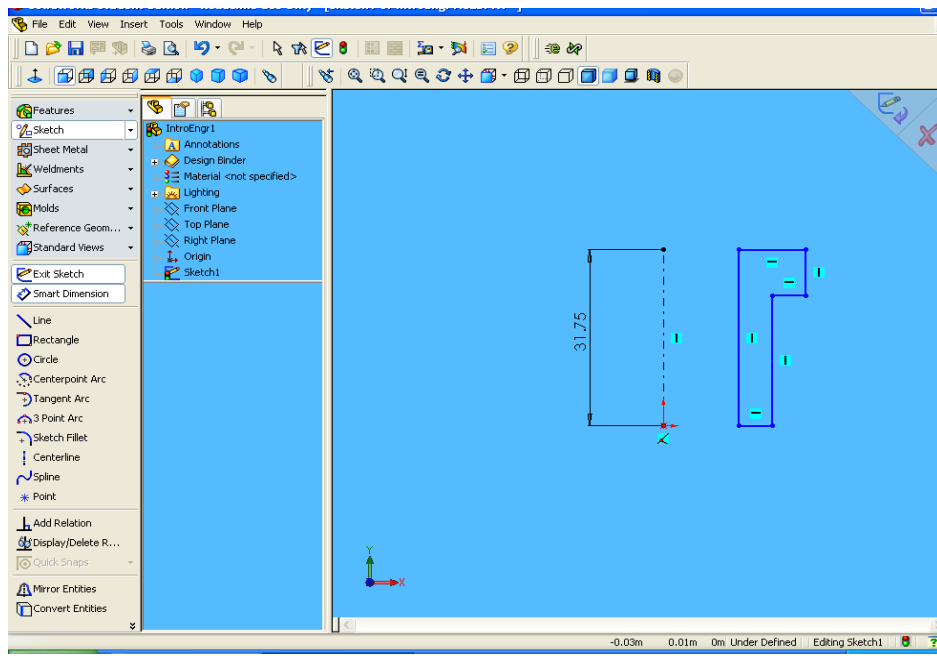 File Edit View Insert Tools Window Help
Features
Sketch
Sheet Metal
Weldments
Surfaces
Molds
Reference Geom...
Standard Views
Exit Sketch
Smart Dimension
Line
Rectangle
Circle
Centerpoint Arc
Tangent Arc
3 Point Arc
Sketch Fillet
Centerline
Spline
Point
Add Relation
Display/Delete R...
Quick Snaps
Mirror Entities
Convert Entities
IntroEngr1
Annotations
Design Binder
Material <not specified>
Lighting
Front Plane
Top Plane
Right Plane
Origin
Sketch1
31.75
Y
X
-0.03m 0.01m 0m Under Defined Editing Sketch1